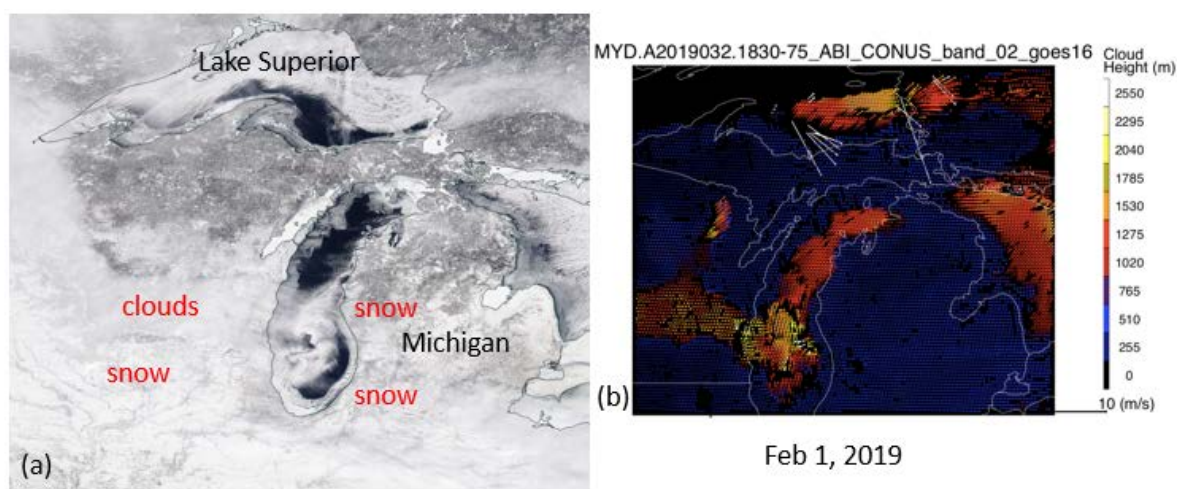 Lake Superior
clouds
snow
Michigan
snow
snow
(a)
MYD.A2019032.1830-75_ABI_CONUS_band_02_goes16
Cloud
Height (m)
2550
2295
2040
1785
1530
1275
1020
765
510
255
0
10 (m/s)
(b)
Feb 1, 2019